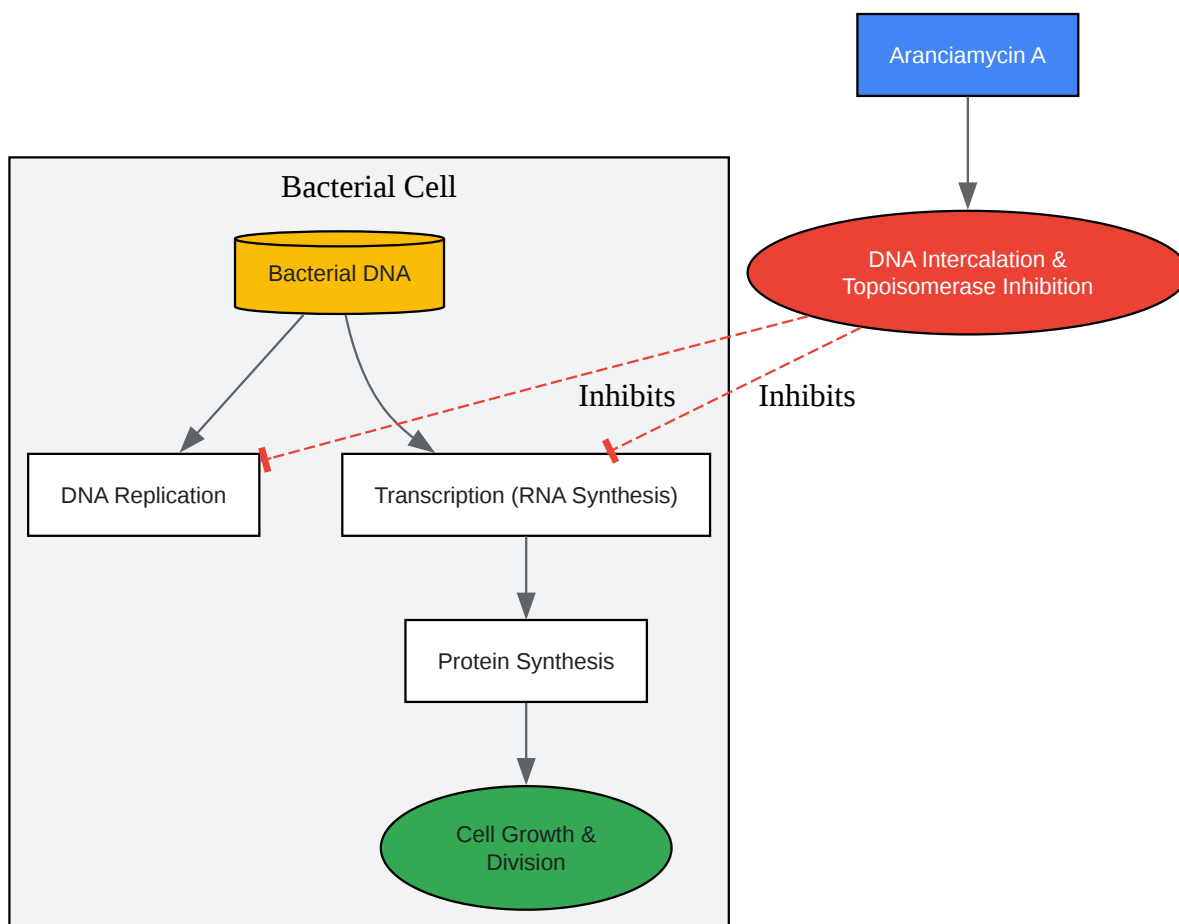 Aranciamycin A
Bacterial Cell
Bacterial DNA
DNA Intercalation &
Topoisomerase Inhibition
Inhibits
Inhibits
DNA Replication
Transcription (RNA Synthesis)
Protein Synthesis
Cell Growth &
Division